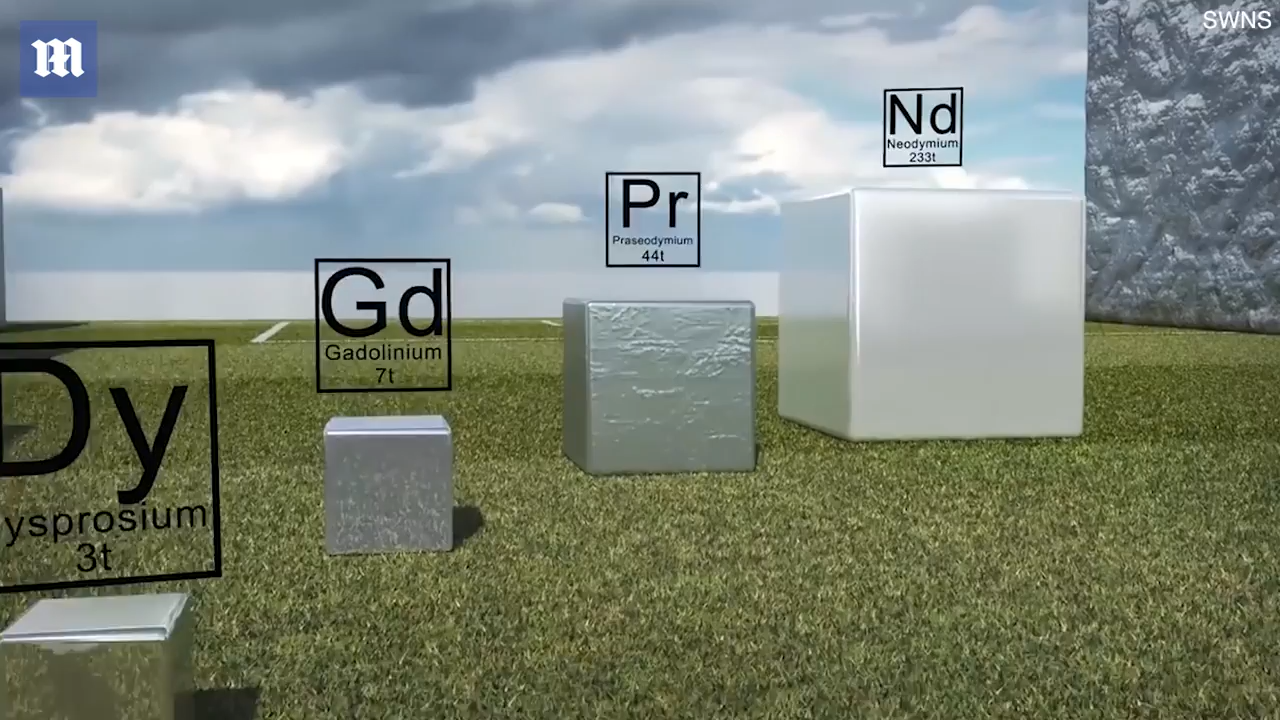 SWNS
M
Nd
Neodymium
233t
Pr
Praseodymium
44t
Gd
Gadolinium
7t
Dy
ysprosium
3t